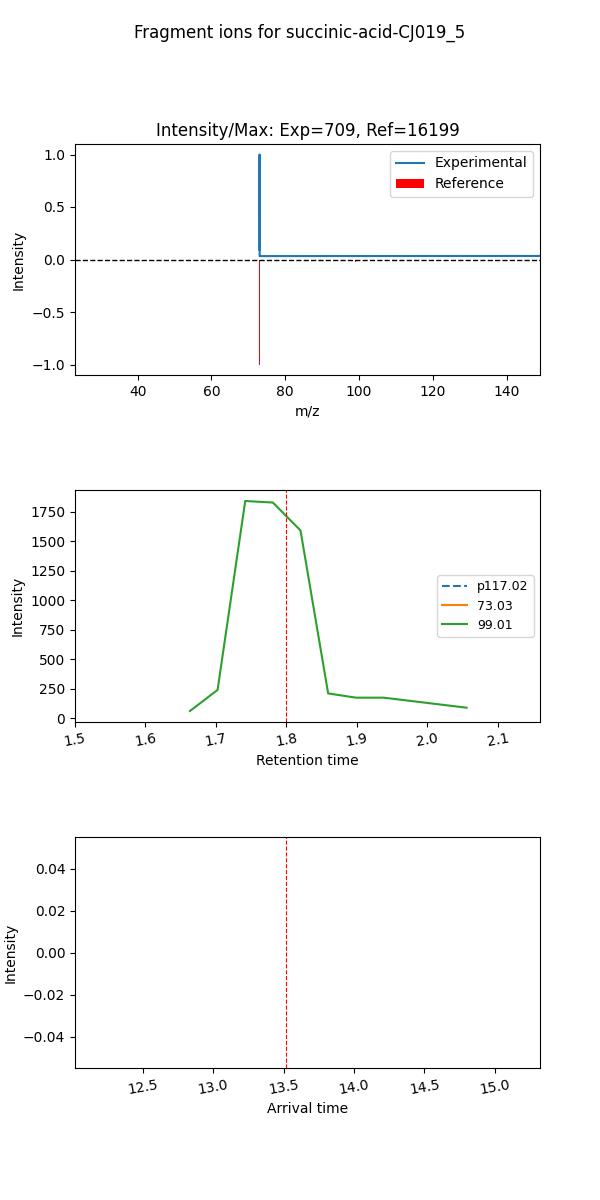 Fragment ions for succinic-acid-CJ019_5
Intensity/Max: Exp=709, Ref=16199
1.0
0.5
0.0
−0.5
−1.0
Intensity
Experimental
Reference
40 60 80 100 120 140
m/z
1750
1500
1250
1000
750
500
250
0
Intensity
p117.02
73.03
99.01
1.5 1.6 1.7 1.8 1.9 2.0 2.1
Retention time
0.04
0.02
0.00
−0.02
−0.04
Intensity
12.5 13.0 13.5 14.0 14.5 15.0
Arrival time